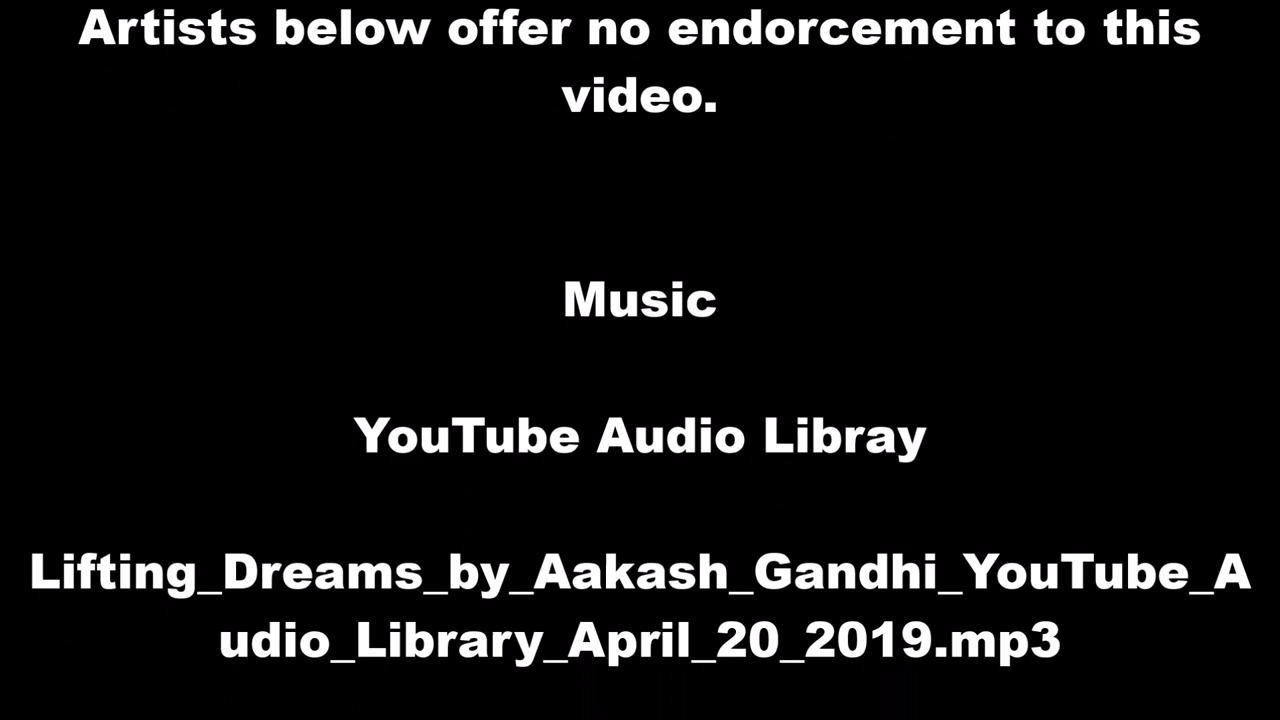 Artists below offer no endorcement to this
video.
Music
YouTube Audio Libray
Lifting_Dreams_by_Aakash_Gandhi_YouTube_A
udio_Library_April_20_2019.mp3